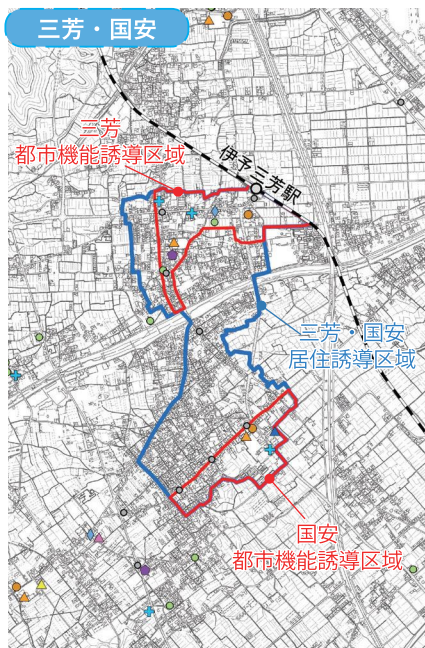 三芳・国安
三芳
都市機能誘導区域
伊予三芳駅
三芳・国安
居住誘導区域
国安
都市機能誘導区域